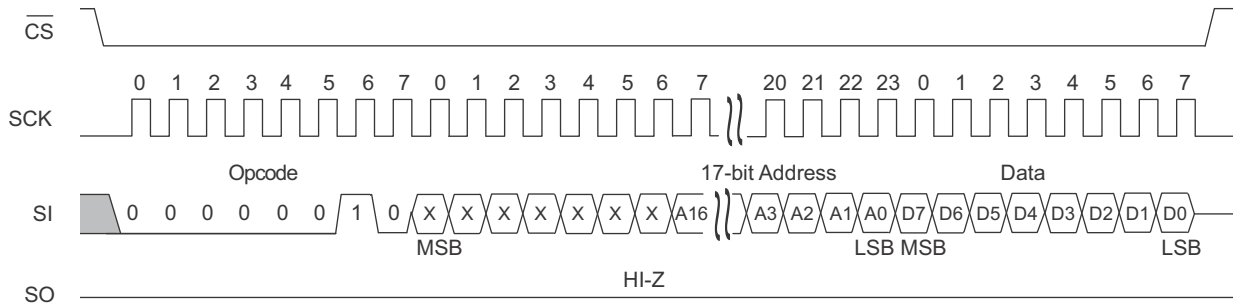 CS
0 1 2 3 4 5 6 7 0 1 2 3 4 5 6 7 20 21 22 23 0 1 2 3 4 5 6 7
SCK
Opcode 17-bit Address Data
SI 0 0 0 0 0 0 1 0 X X X X X X X A16 A3 A2 A1 A0 D7 D6 D5 D4 D3 D2 D1 D0
MSB LSB MSB LSB
HI-Z
SO